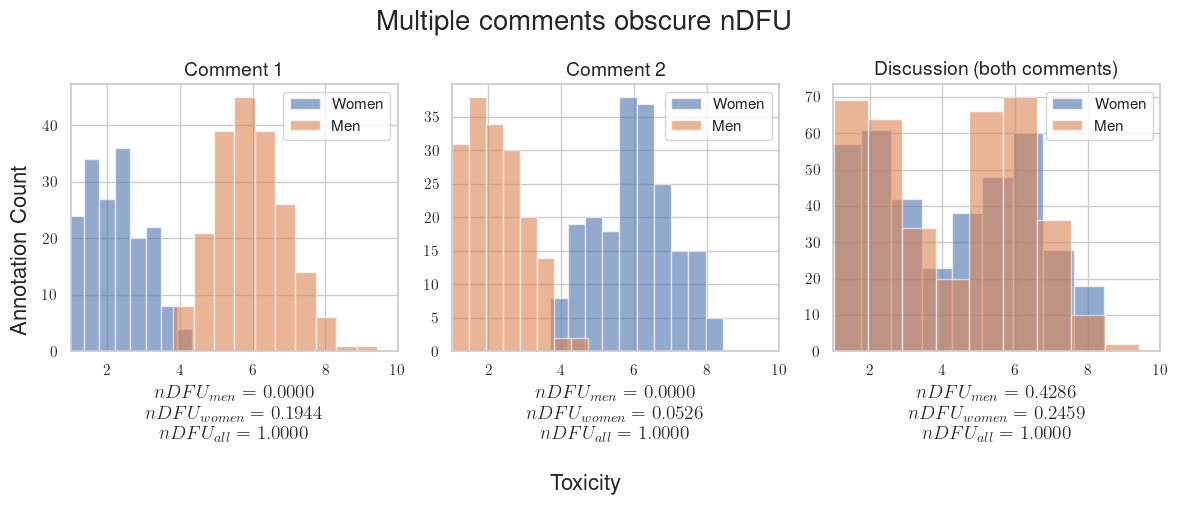 Multiple comments obscure nDFU
Comment 1
Comment 2
Discussion (both comments)
Annotation Count
Women
Men
40
30
20
10
0
2
4
6
8
10
nDFU_men = 0.0000
nDFU_women = 0.1944
nDFU_all = 1.0000
Women
Men
35
30
25
20
15
10
5
0
2
4
6
8
10
nDFU_men = 0.0000
nDFU_women = 0.0526
nDFU_all = 1.0000
Women
Men
70
60
50
40
30
20
10
0
2
4
6
8
10
nDFU_men = 0.4286
nDFU_women = 0.2459
nDFU_all = 1.0000
Toxicity